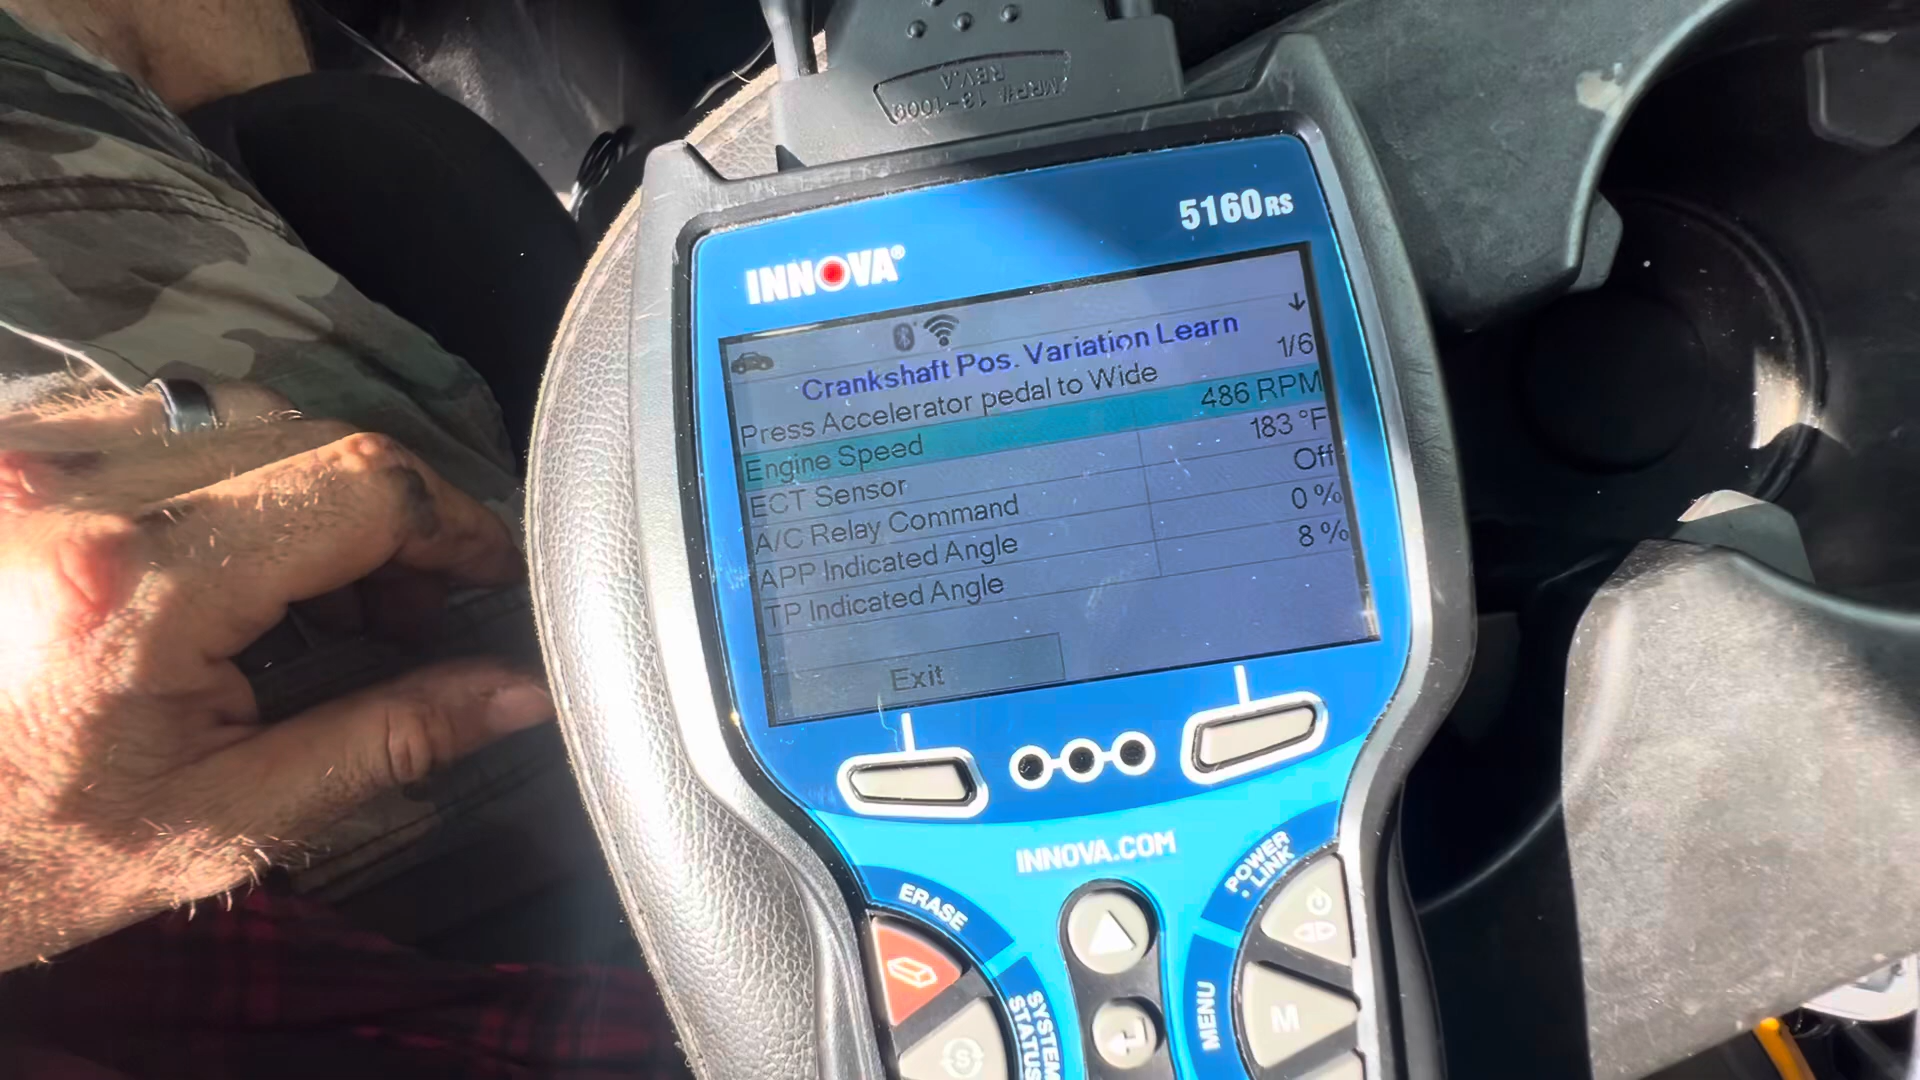 MRP# 13-1009
REV.A
5160RS
INNOVA®
Crankshaft Pos. Variation Learn
Press Accelerator pedal to Wide 1/6
Engine Speed 486 RPM
ECT Sensor 183 °F
A/C Relay Command Off
APP Indicated Angle 0 %
TP Indicated Angle 8 %
Exit
INNOVA.COM
ERASE
POWER
LINK
SYSTEM
STATUS
MENU
M
S